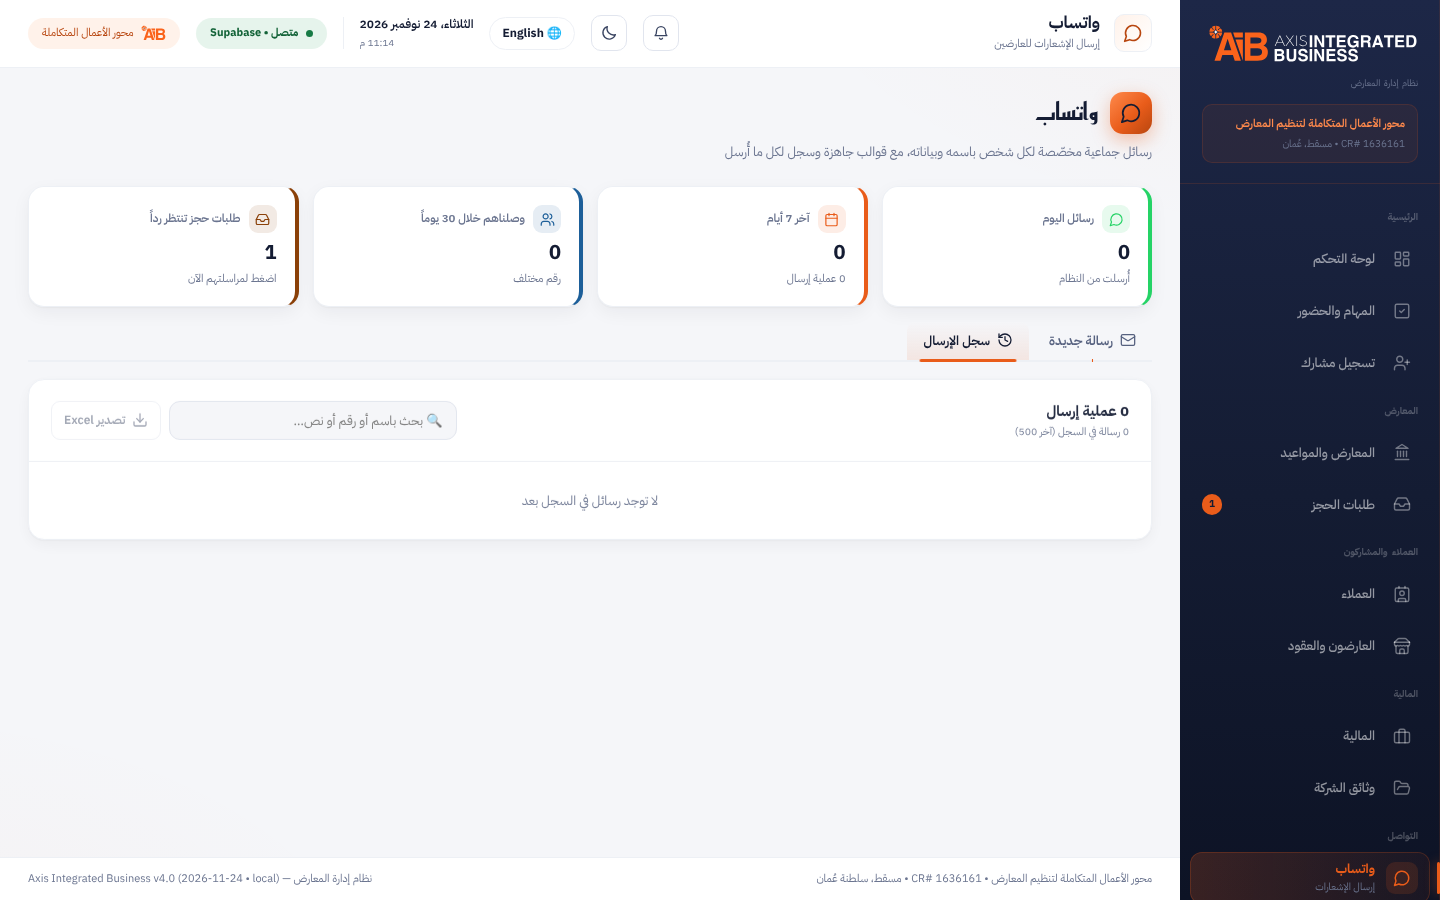 AiB AXIS INTEGRATED BUSINESS
نظام إدارة المعارض
محور الأعمال المتكاملة لتنظيم المعارض
CR# 1636161 • مسقط، عُمان
الرئيسية
لوحة التحكم
المهام والحضور
تسجيل مشارك
المعارض
المعارض والمواعيد
طلبات الحجز 1
العملاء والمشاركون
العملاء
العارضون والعقود
المالية
المالية
وثائق الشركة
التواصل
واتساب
إرسال الإشعارات
واتساب
إرسال الإشعارات للعارضين
🌐 English
الثلاثاء، 24 نوفمبر 2026
11:14 م
متصل • Supabase
AiB محور الأعمال المتكاملة
واتساب
رسائل جماعية مخصّصة لكل شخص باسمه وبياناته، مع قوالب جاهزة وسجل لكل ما أُرسل
رسائل اليوم
0
أُرسلت من النظام
آخر 7 أيام
0
0 عملية إرسال
وصلناهم خلال 30 يوماً
0
رقم مختلف
طلبات حجز تنتظر رداً
1
اضغط لمراسلتهم الآن
رسالة جديدة
سجل الإرسال
0 عملية إرسال
0 رسالة في السجل (آخر 500)
🔍 بحث باسم أو رقم أو نص...
تصدير Excel
لا توجد رسائل في السجل بعد
محور الأعمال المتكاملة لتنظيم المعارض • CR# 1636161 • مسقط، سلطنة عُمان
نظام إدارة المعارض — Axis Integrated Business v4.0 (2026-11-24 • local)